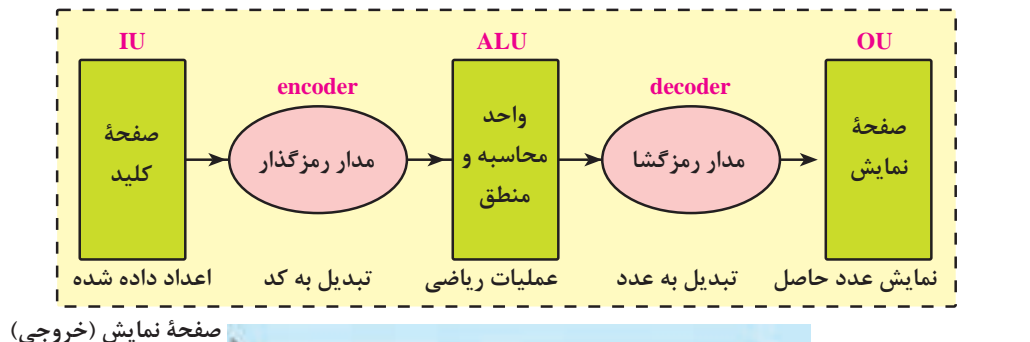 IU
ALU
OU
encoder
decoder
صفحهٔ
کلید
مدار رمزگذار
واحد
محاسبه و
منطق
مدار رمزگشا
صفحهٔ
نمایش
اعداد داده شده
تبدیل به کد
عملیات ریاضی
تبدیل به عدد
نمایش عدد حاصل
صفحهٔ نمایش (خروجی)